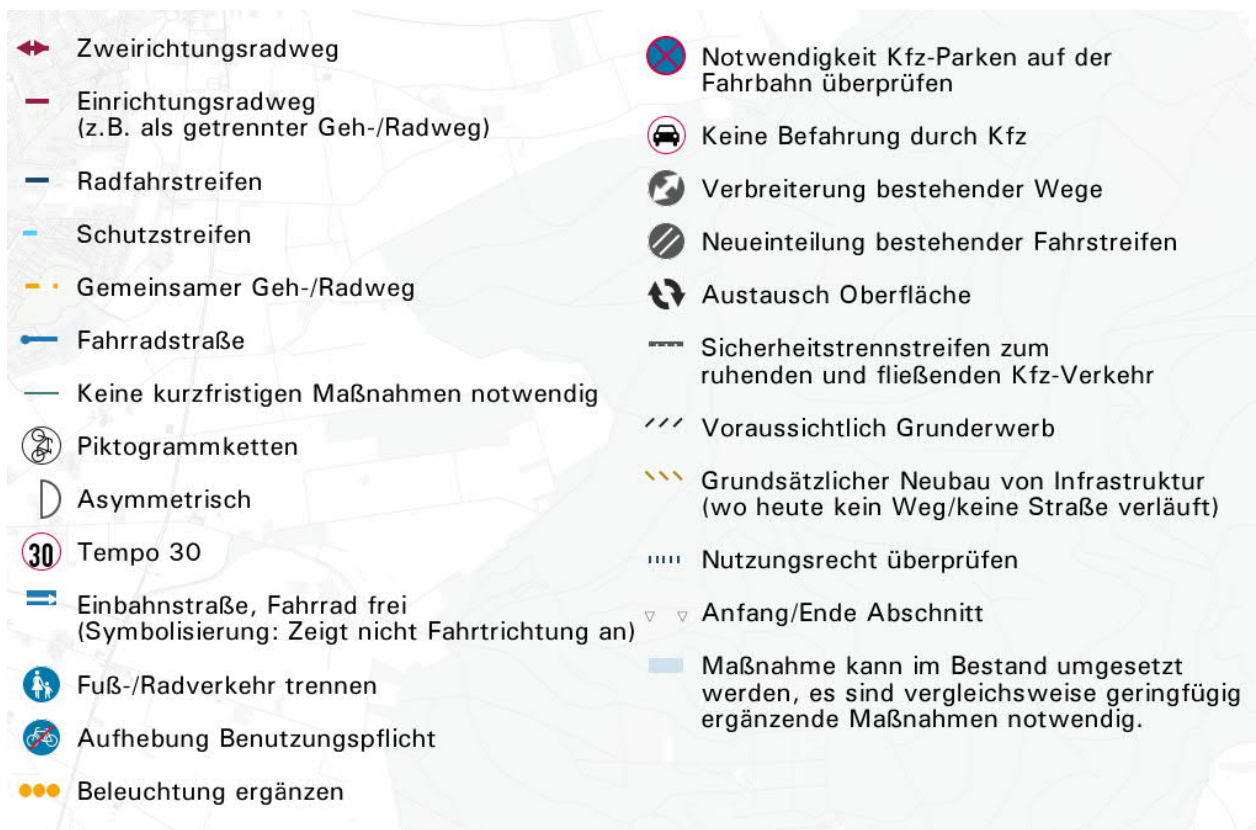 Zweirichtungsradweg
Einrichtungsradweg
(z.B. als getrennter Geh-/Radweg)
Radfahrstreifen
Schutzstreifen
Gemeinsamer Geh-/Radweg
Fahrradstraße
Keine kurzfristigen Maßnahmen notwendig
Piktogrammketten
Asymmetrisch
30 Tempo 30
Einbahnstraße, Fahrrad frei
(Symbolisierung: Zeigt nicht Fahrtrichtung an)
Fuß-/Radverkehr trennen
Aufhebung Benutzungspflicht
Beleuchtung ergänzen
Notwendigkeit Kfz-Parken auf der
Fahrbahn überprüfen
Keine Befahrung durch Kfz
Verbreiterung bestehender Wege
Neueinteilung bestehender Fahrstreifen
Austausch Oberfläche
Sicherheitstrennstreifen zum
ruhenden und fließenden Kfz-Verkehr
Voraussichtlich Grunderwerb
Grundsätzlicher Neubau von Infrastruktur
(wo heute kein Weg/keine Straße verläuft)
Nutzungsrecht überprüfen
Anfang/Ende Abschnitt
Maßnahme kann im Bestand umgesetzt
werden, es sind vergleichsweise geringfügig
ergänzende Maßnahmen notwendig.